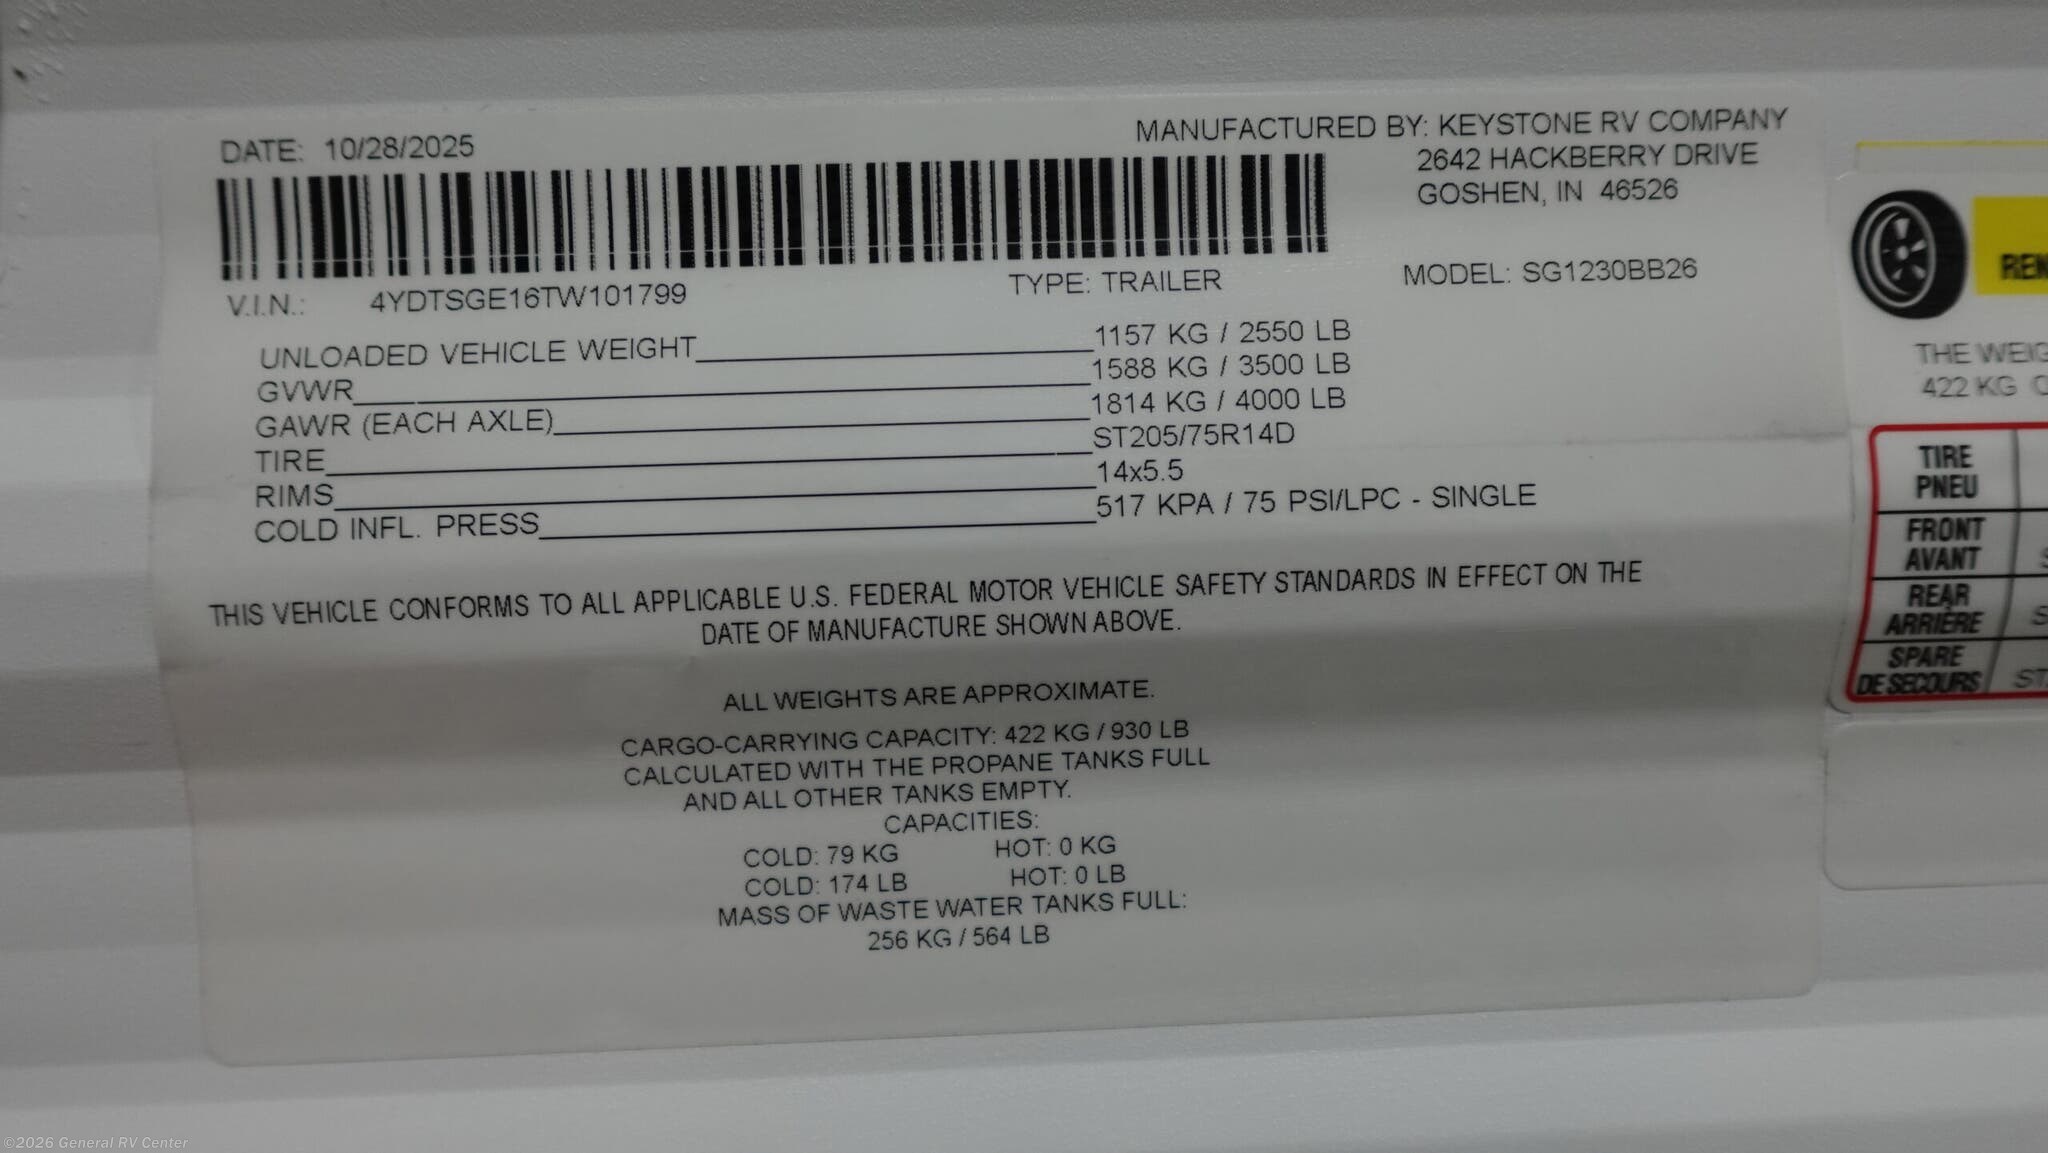 DATE: 10/28/2025
MANUFACTURED BY: KEYSTONE RV COMPANY
2642 HACKBERRY DRIVE
GOSHEN, IN 46526
V.I.N.: 4YDTSGE16TW101799
TYPE: TRAILER
MODEL: SG1230BB26
UNLOADED VEHICLE WEIGHT 1157 KG / 2550 LB
GVWR 1588 KG / 3500 LB
GAWR (EACH AXLE) 1814 KG / 4000 LB
TIRE ST205/75R14D
RIMS 14x5.5
COLD INFL. PRESS 517 KPA / 75 PSI/LPC - SINGLE
THIS VEHICLE CONFORMS TO ALL APPLICABLE U.S. FEDERAL MOTOR VEHICLE SAFETY STANDARDS IN EFFECT ON THE
DATE OF MANUFACTURE SHOWN ABOVE.
ALL WEIGHTS ARE APPROXIMATE.
CARGO-CARRYING CAPACITY: 422 KG / 930 LB
CALCULATED WITH THE PROPANE TANKS FULL
AND ALL OTHER TANKS EMPTY.
CAPACITIES:
COLD: 79 KG HOT: 0 KG
COLD: 174 LB HOT: 0 LB
MASS OF WASTE WATER TANKS FULL:
256 KG / 564 LB
THE
422 KG
TIRE
PNEU
FRONT
AVANT
REAR
ARRIÈRE
SPARE
DE SECOURS
©2026 General RV Center